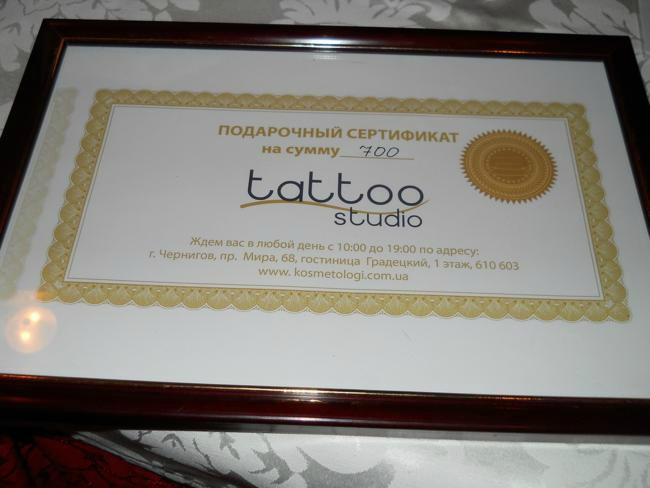 ПОДАРОЧНЫЙ СЕРТИФИКАТ
на сумму 700
tattoo
studio
Ждем вас в любой день с 10:00 до 19:00 по адресу:
г. Чернигов, пр. Мира, 68, гостиница Градецкий, 1 этаж, 610 603
www. kosmetologi.com.ua